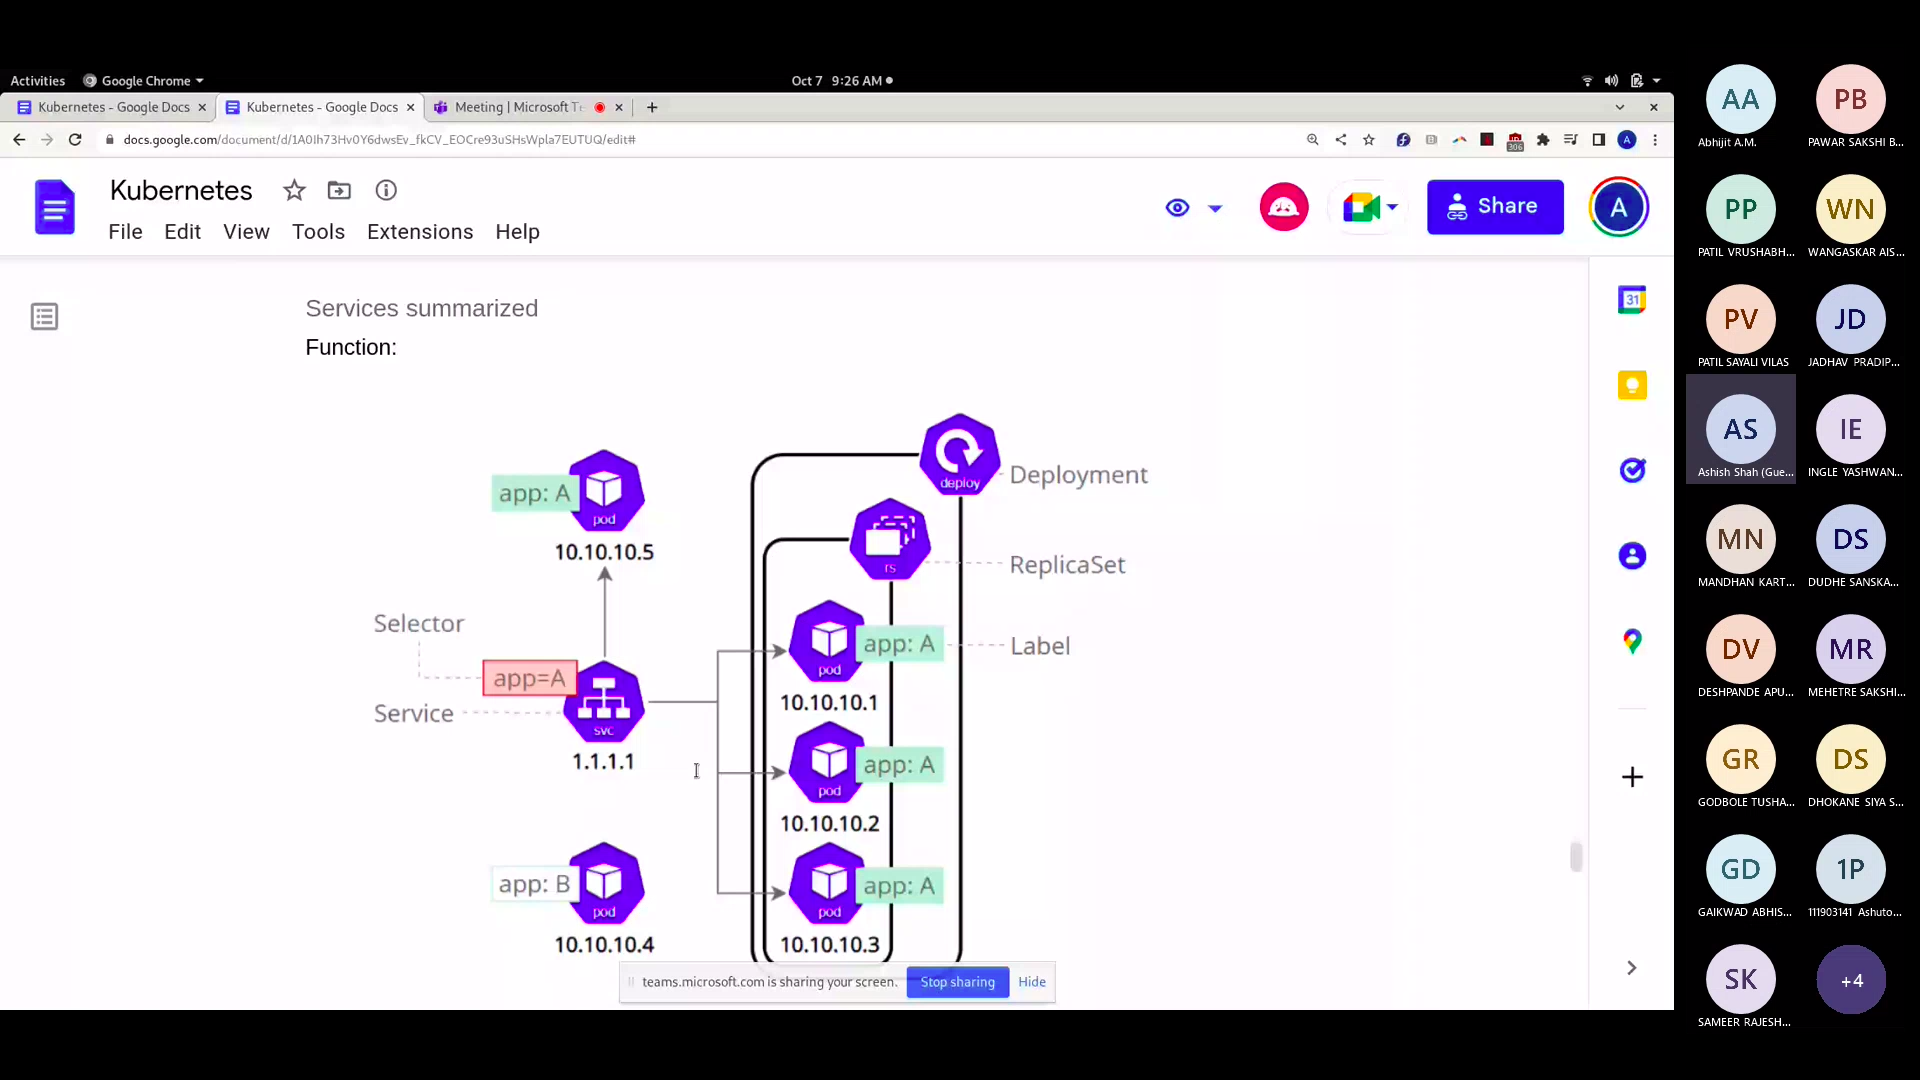 Activities Google Chrome Oct 7 9:26 AM
Kubernetes - Google Docs Kubernetes - Google Docs Meeting | Microsoft Te
docs.google.com/document/d/1A0Ih73Hv0Y6dwsEv_fkCV_EOCre93uSHsWpla7EUTUQ/edit#
306 A
Kubernetes
File Edit View Tools Extensions Help
Share A
31
Services summarized
Function:
deploy
Deployment
app: A
pod
10.10.10.5
rs
ReplicaSet
Selector
app=A
Service
svc
1.1.1.1
pod
app: A
Label
10.10.10.1
pod
app: A
10.10.10.2
app: B
pod
10.10.10.4
pod
app: A
10.10.10.3
teams.microsoft.com is sharing your screen. Stop sharing Hide
AA PB
Abhijit A.M. PAWAR SAKSHI B...
PP WN
PATIL VRUSHABH... WANGASKAR AIS...
PV JD
PATIL SAYALI VILAS JADHAV PRADIP...
AS IE
Ashish Shah (Gue... INGLE YASHWAN...
MN DS
MANDHAN KART... DUDHE SANSKA...
DV MR
DESHPANDE APU... MEHETRE SAKSHI...
GR DS
GODBOLE TUSHA... DHOKANE SIYA S...
GD 1P
GAIKWAD ABHIS... 111903141 Ashuto...
SK +4
SAMEER RAJESH...